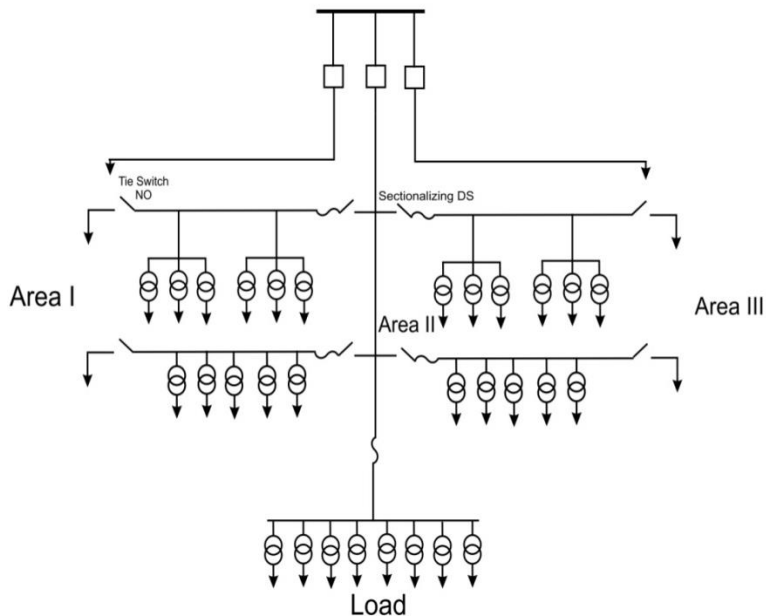 Tie Switch
NO
Sectionalizing DS
Area I
Area II
Area III
Load